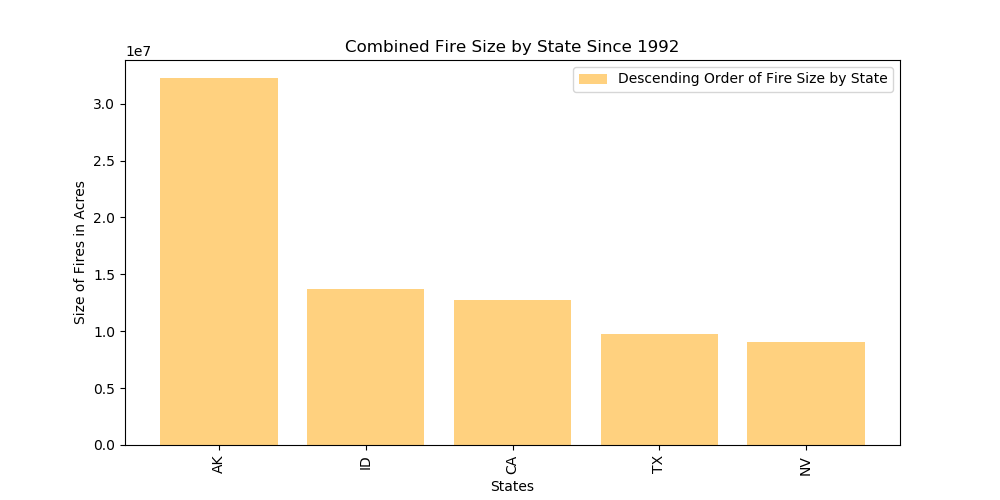 Combined Fire Size by State Since 1992
1e7
Descending Order of Fire Size by State
3.0
2.5
2.0
1.5
1.0
0.5
0.0
Size of Fires in Acres
AK
ID
CA
TX
NV
States